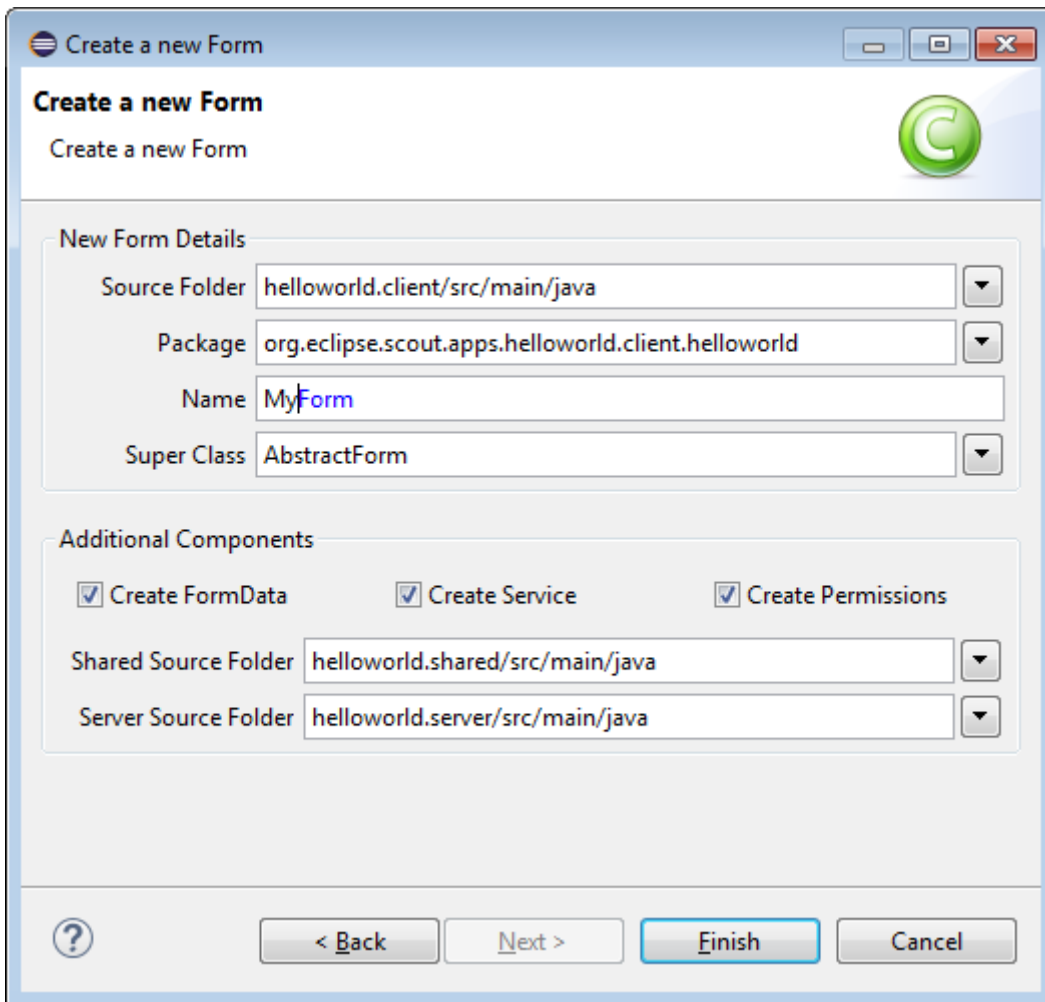 Create a new Form
Create a new Form
Create a new Form
New Form Details
Source Folder helloworld.client/src/main/java
Package org.eclipse.scout.apps.helloworld.client.helloworld
Name MyForm
Super Class AbstractForm
Additional Components
Create FormData Create Service Create Permissions
Shared Source Folder helloworld.shared/src/main/java
Server Source Folder helloworld.server/src/main/java
? < Back Next > Finish Cancel